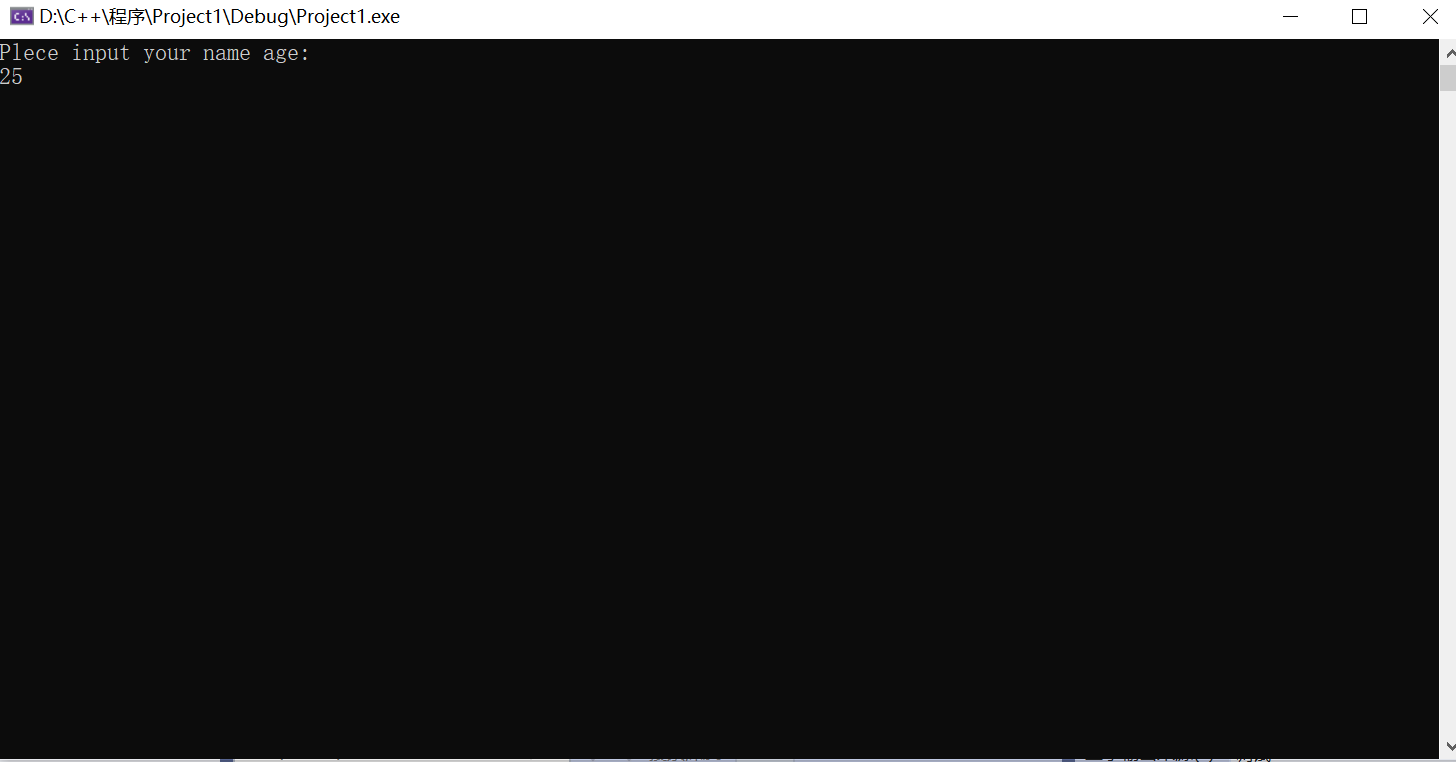 D:\C++\程序\Project1\Debug\Project1.exe
Plece input your name age:
25